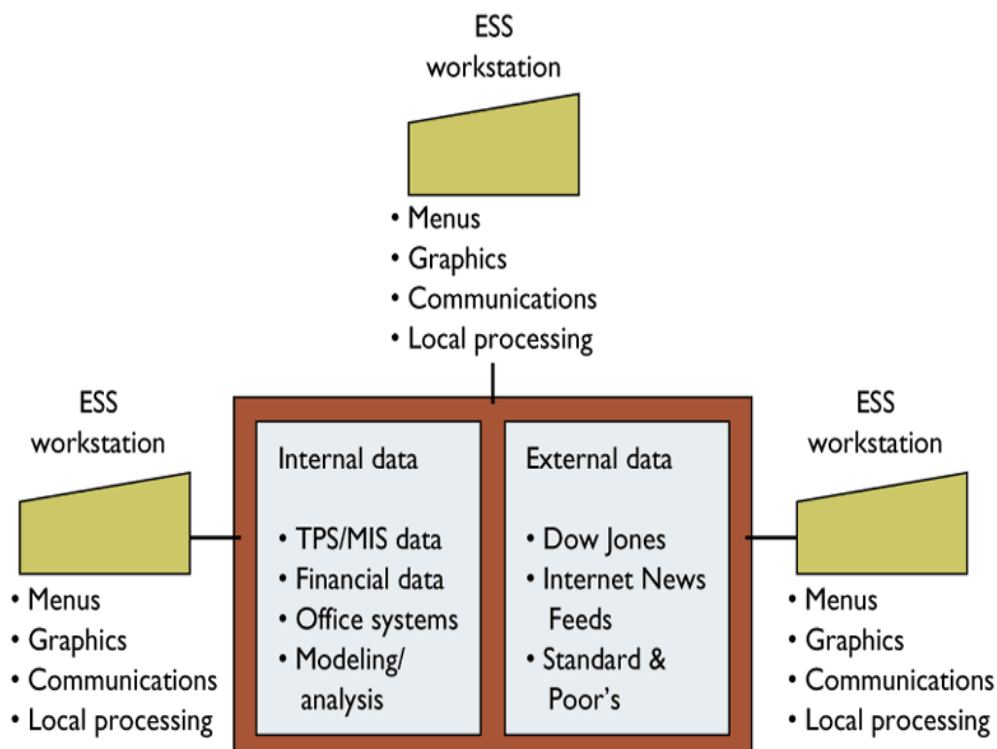 ESS
workstation
• Menus
• Graphics
• Communications
• Local processing
ESS
workstation
• Menus
• Graphics
• Communications
• Local processing
Internal data
• TPS/MIS data
• Financial data
• Office systems
• Modeling/
analysis
External data
• Dow Jones
• Internet News
Feeds
• Standard &
Poor's
ESS
workstation
• Menus
• Graphics
• Communications
• Local processing